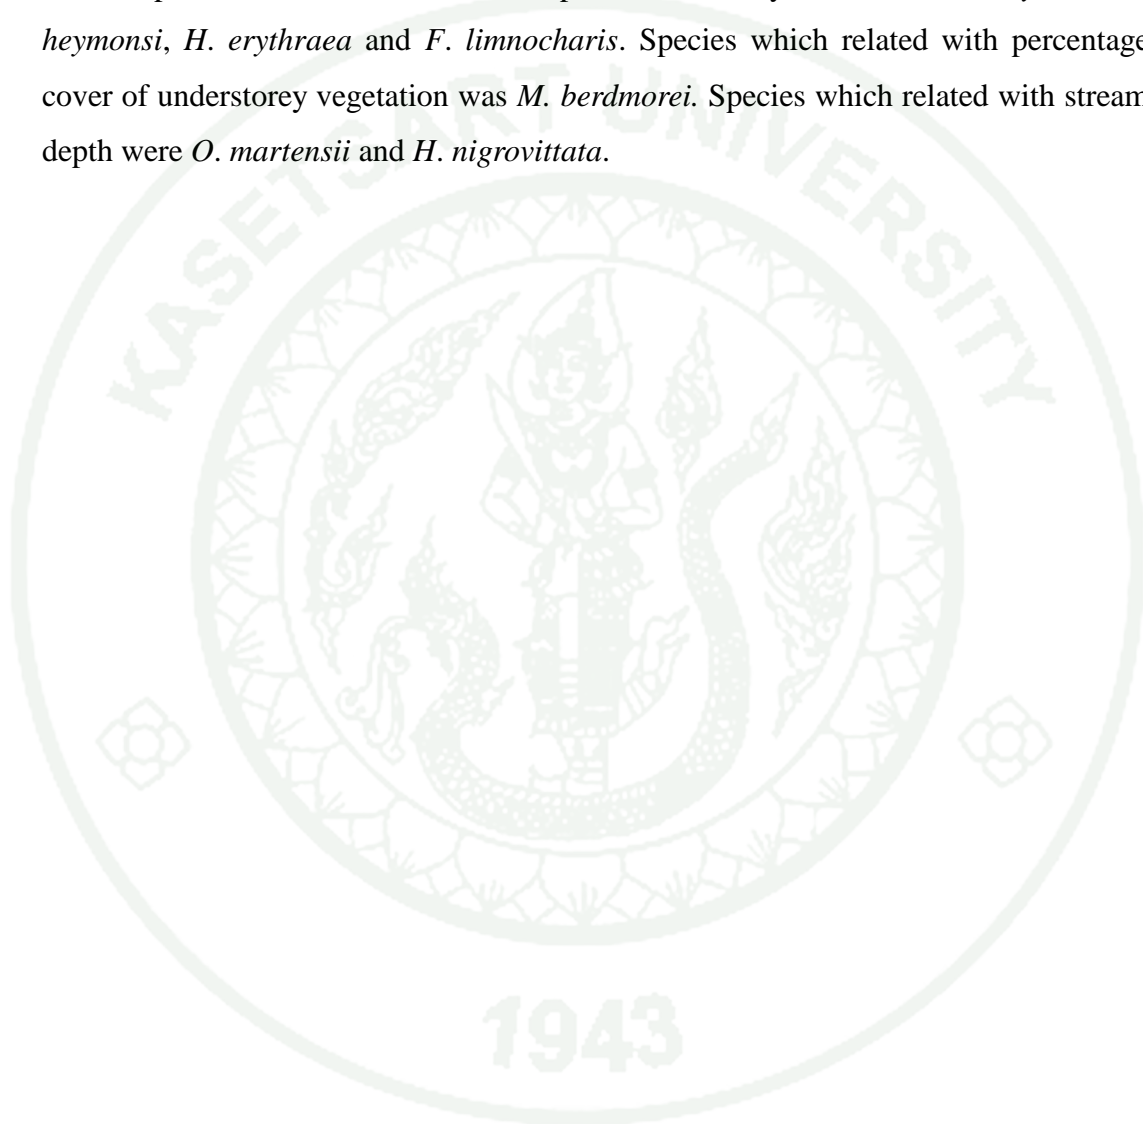 heymonsi, H. erythraea and F. limnocharis. Species which related with percentage
cover of understorey vegetation was M. berdmorei. Species which related with stream
depth were O. martensii and H. nigrovittata.
KASETSART UNIVERSITY
1943